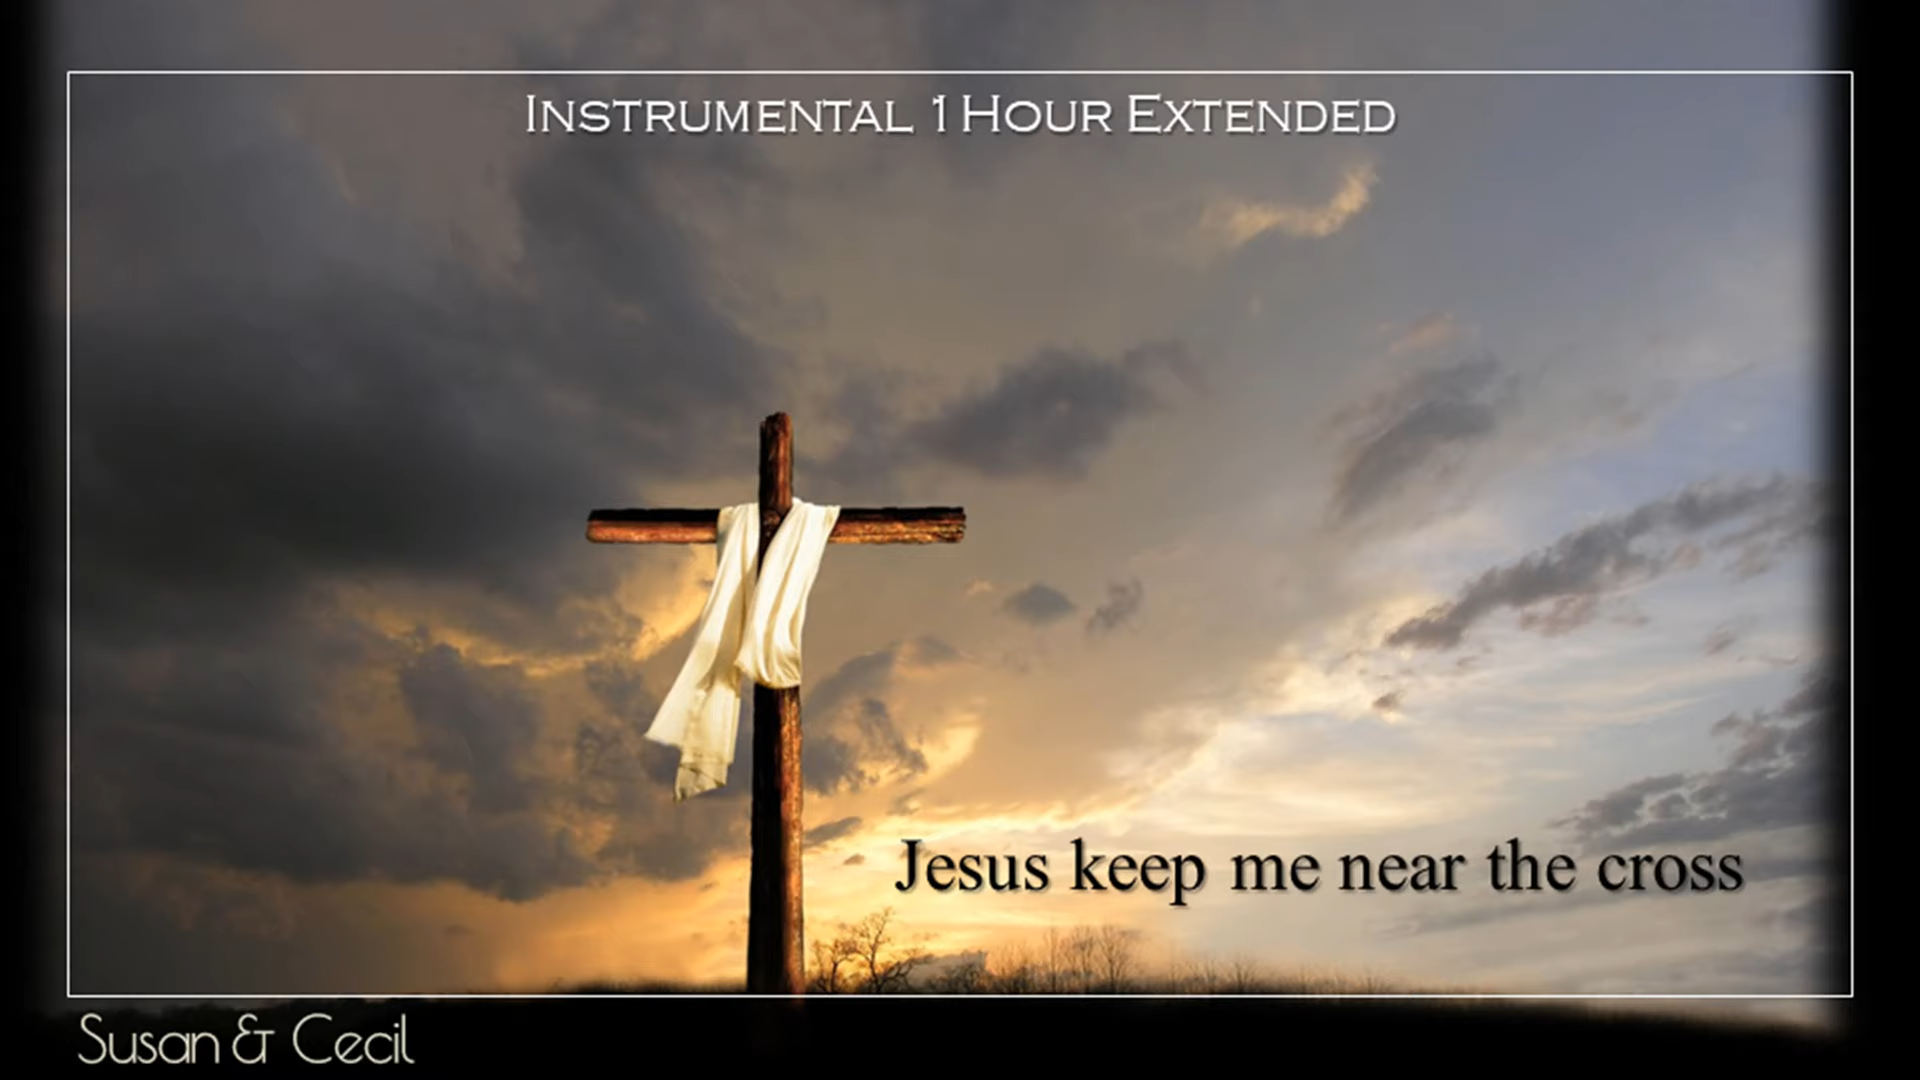 Instrumental 1 Hour Extended
Jesus keep me near the cross
Susan & Cecil